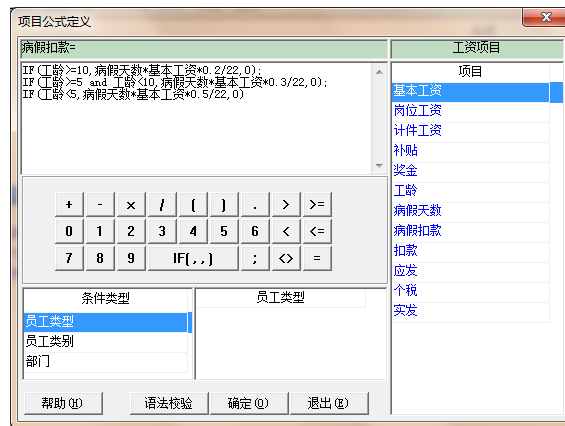 项目公式定义
病假扣款=
工资项目
IF(工龄>=10,病假天数*基本工资*0.2/22,0);
IF(工龄>=5 and 工龄<10,病假天数*基本工资*0.3/22,0);
IF(工龄<5,病假天数*基本工资*0.5/22,0)
项目
基本工资
岗位工资
计件工资
补贴
奖金
工龄
病假天数
病假扣款
扣款
应发
个税
实发
+ - × / ( ) . > >=
0 1 2 3 4 5 6 < <=
7 8 9 IF(,,) ; <> =
条件类型
员工类型
员工类别
部门
员工类型
帮助(H) 语法校验 确定(O) 退出(E)